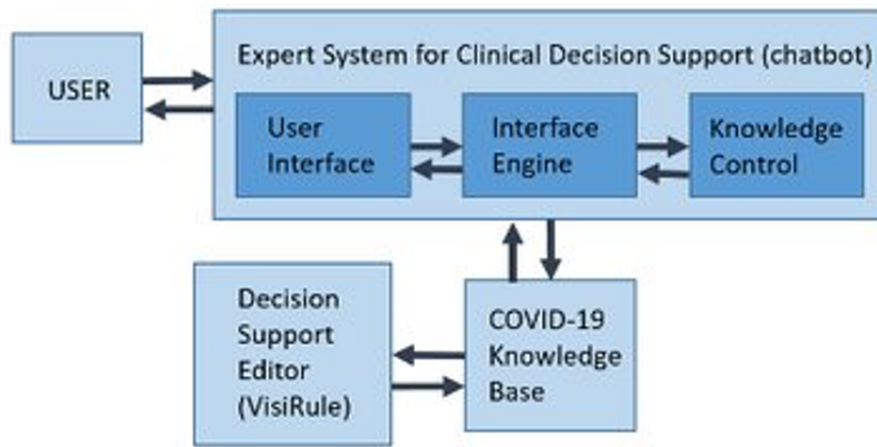 Expert System for Clinical Decision Support (chatbot)
USER
User
Interface
Interface
Engine
Knowledge
Control
Decision
Support
Editor
(VisiRule)
COVID-19
Knowledge
Base